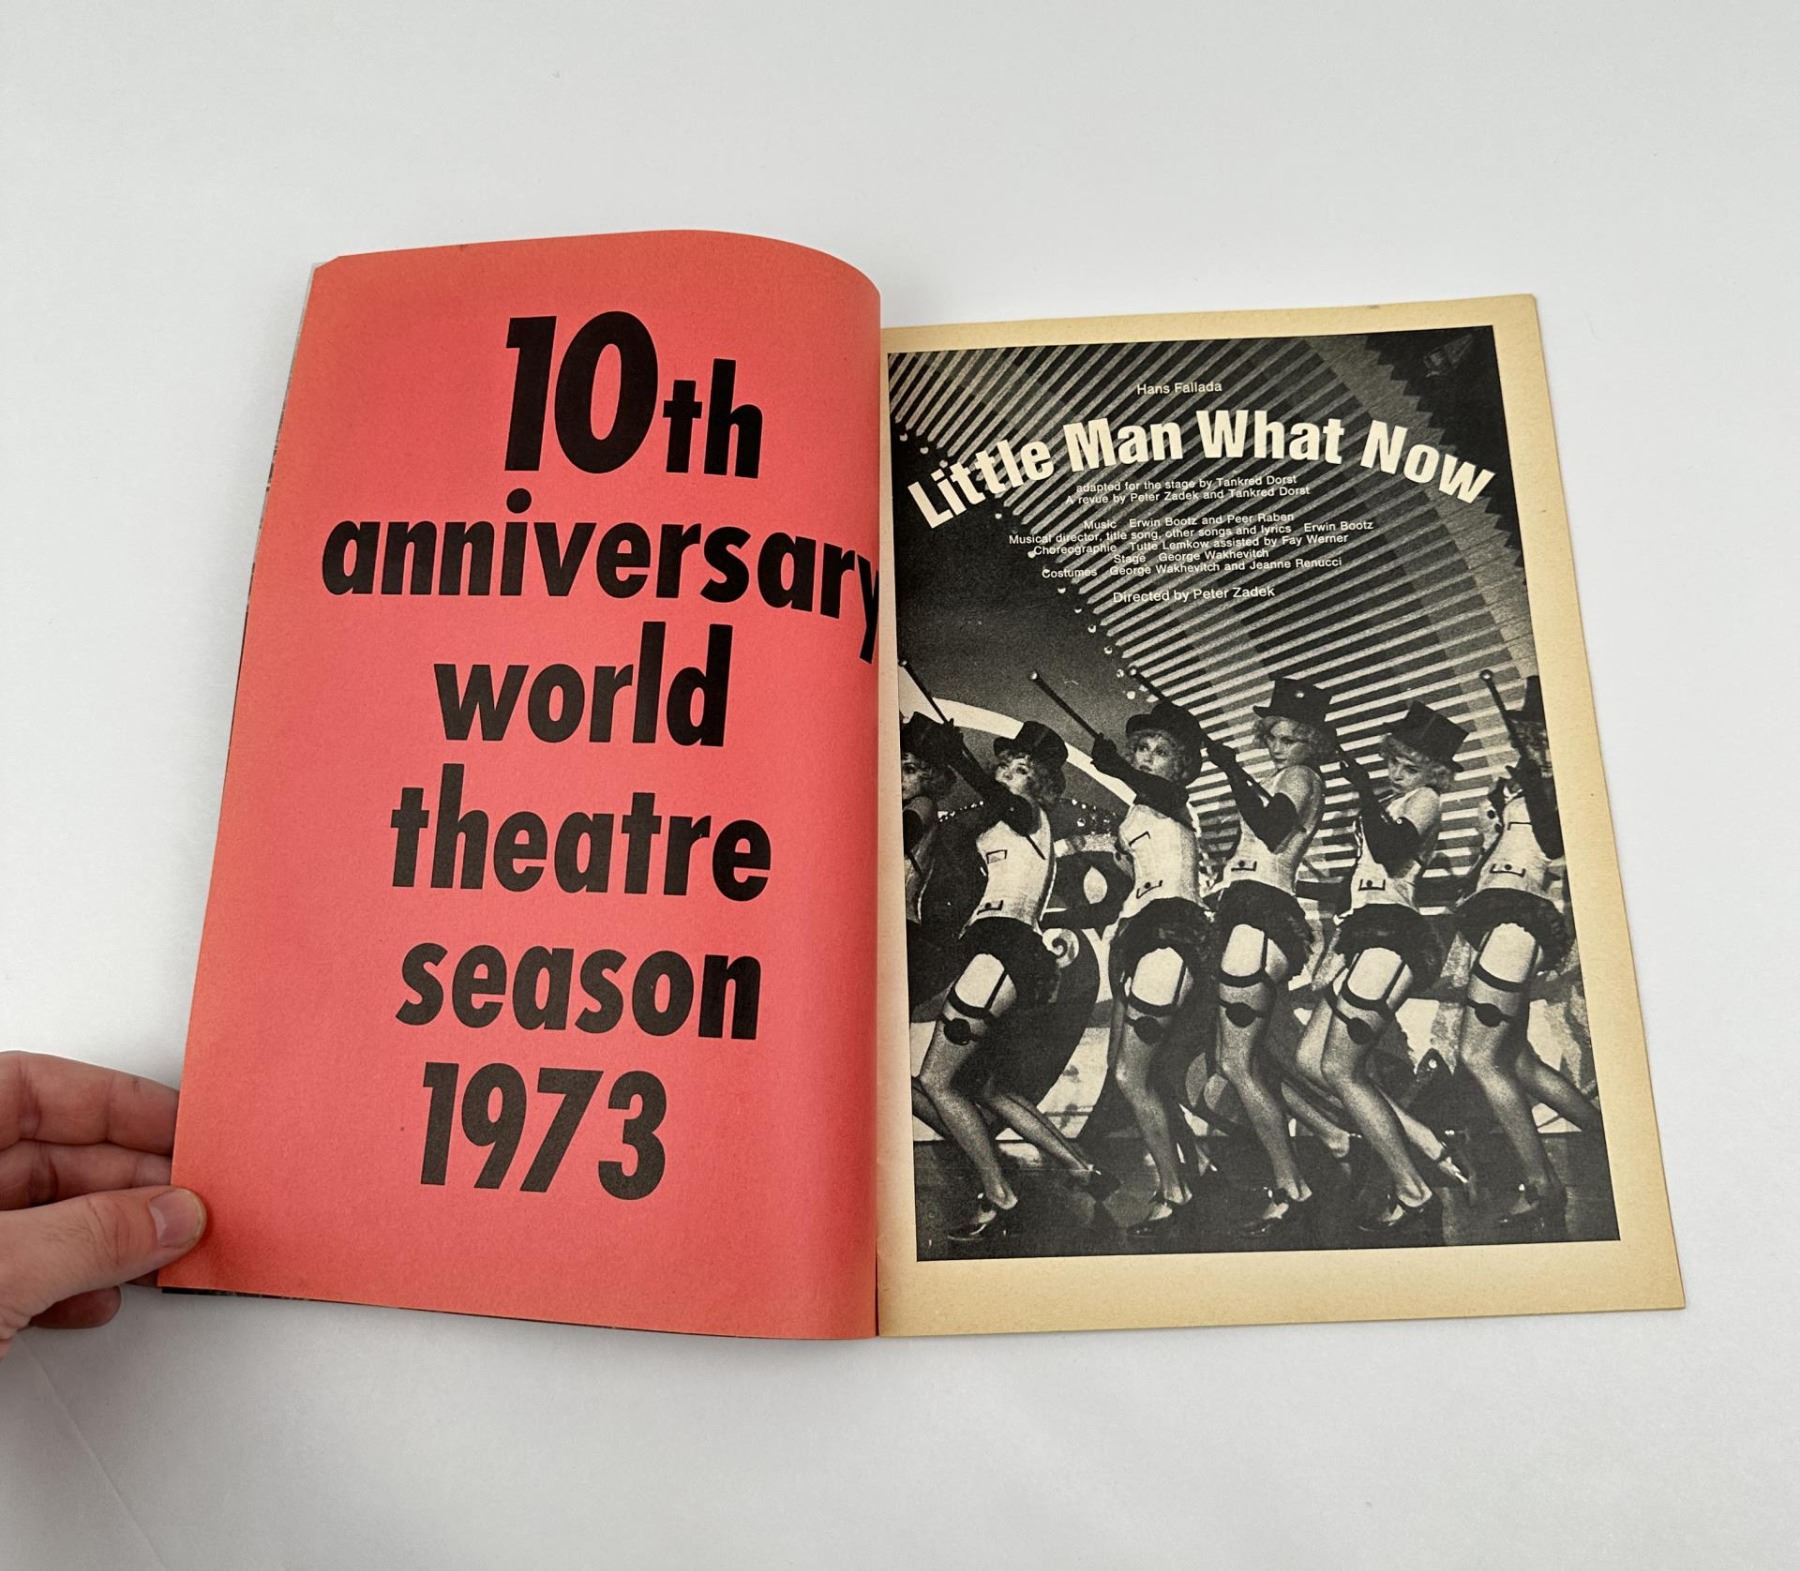 10th
anniversary
world
theatre
season
1973
Hans Fallada
Little Man What Now
adapted for the stage by Tankred Dorst
A revue by Peter Zadek and Tankred Dorst
Music Erwin Bootz and Peer Raben
Musical director, title song, other songs and lyrics Erwin Bootz
Choreographie Tutte Lemkow assisted by Fay Werner
Stage George Wakhevitch
Costumes George Wakhevitch and Jeanne Renucci
Directed by Peter Zadek